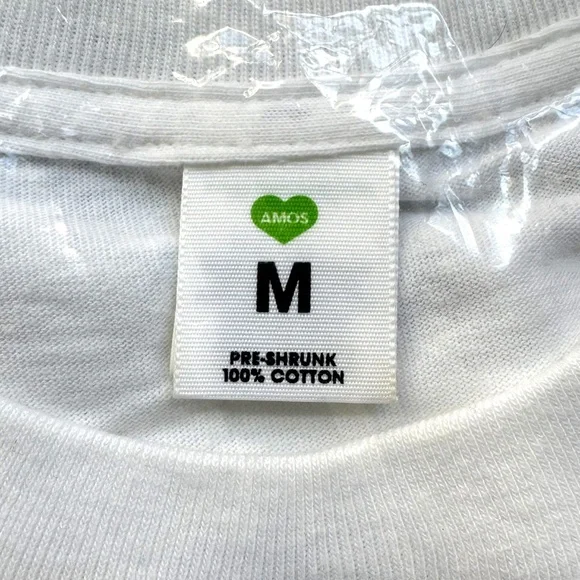 AMOS
M
PRE-SHRUNK
100% COTTON